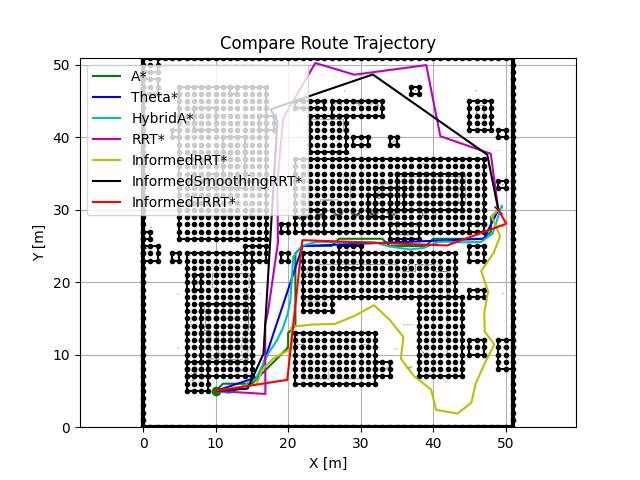 Compare Route Trajectory
50
40
30
20
10
0
Y [m]
A*
Theta*
HybridA*
RRT*
InformedRRT*
InformedSmoothingRRT*
InformedTRRT*
0
10
20
30
40
50
X [m]